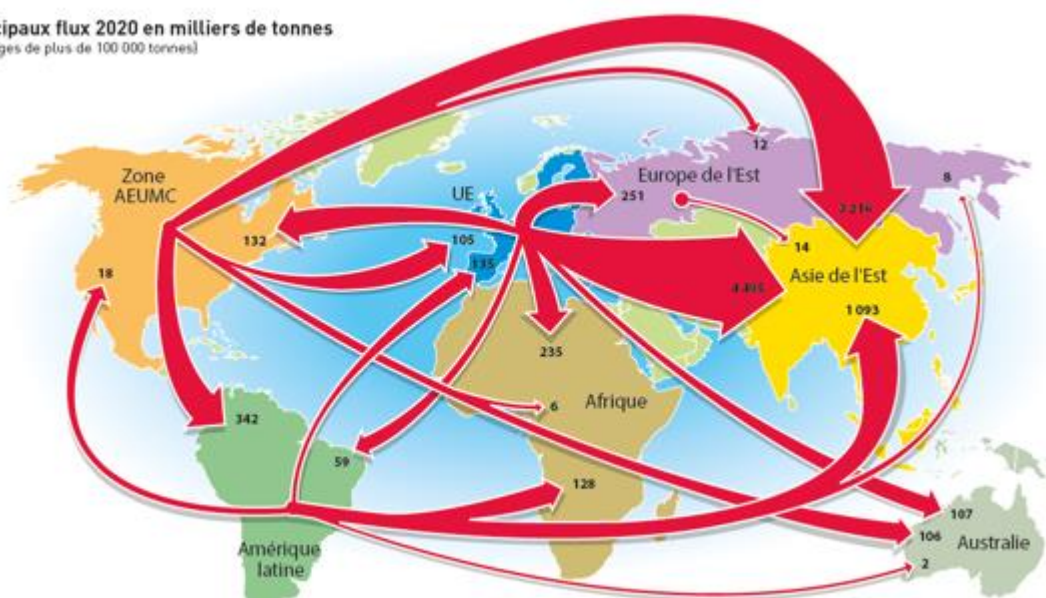 cipaux flux 2020 en milliers de tonnes
ges de plus de 100 000 tonnes)
12
Zone
AEUMC
UE
Europe de l'Est
8
251
132
105
14
18
135
Asie de l'Est
1 093
235
6
Afrique
342
59
128
107
106
Australie
2
Amérique
latine